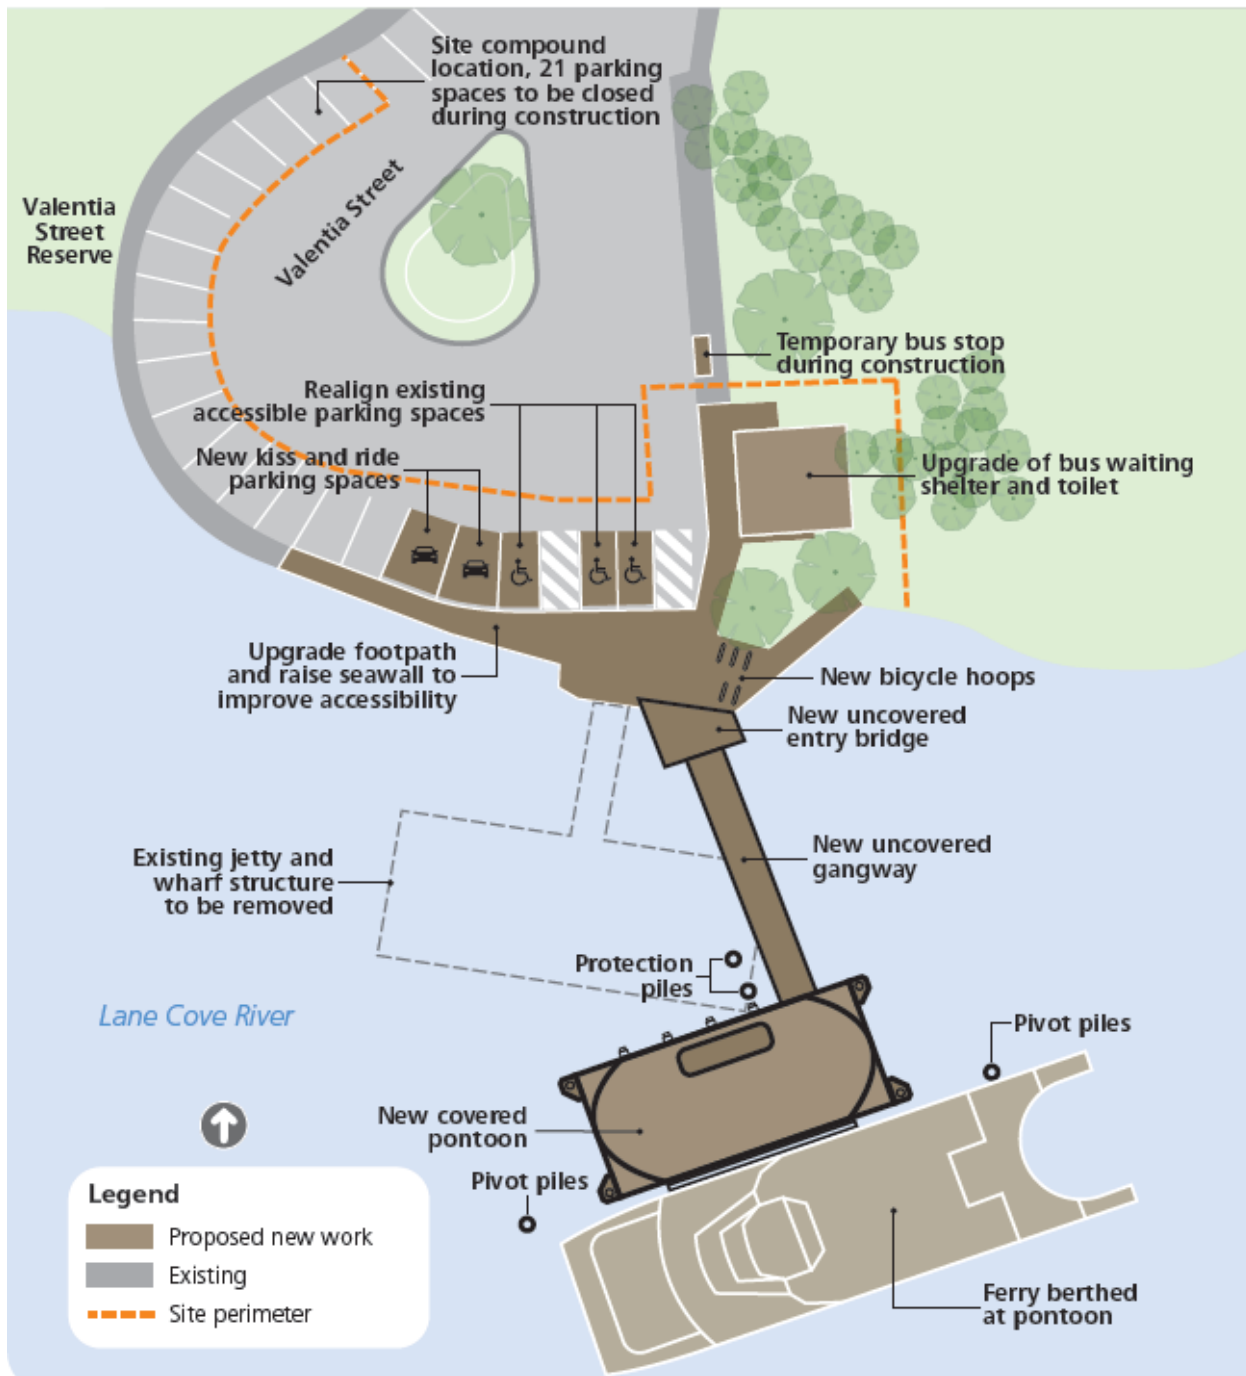 Site compound
location, 21 parking
spaces to be closed
during construction
Valentia
Street
Reserve
Valentia Street
Temporary bus stop
during construction
Realign existing
accessible parking spaces
New kiss and ride
parking spaces
Upgrade of bus waiting
shelter and toilet
Upgrade footpath
and raise seawall to
improve accessibility
New bicycle hoops
New uncovered
entry bridge
Existing jetty and
wharf structure
to be removed
New uncovered
gangway
Protection
piles
Lane Cove River
Pivot piles
New covered
pontoon
Pivot piles
Legend
Proposed new work
Existing
Site perimeter
Ferry berthed
at pontoon